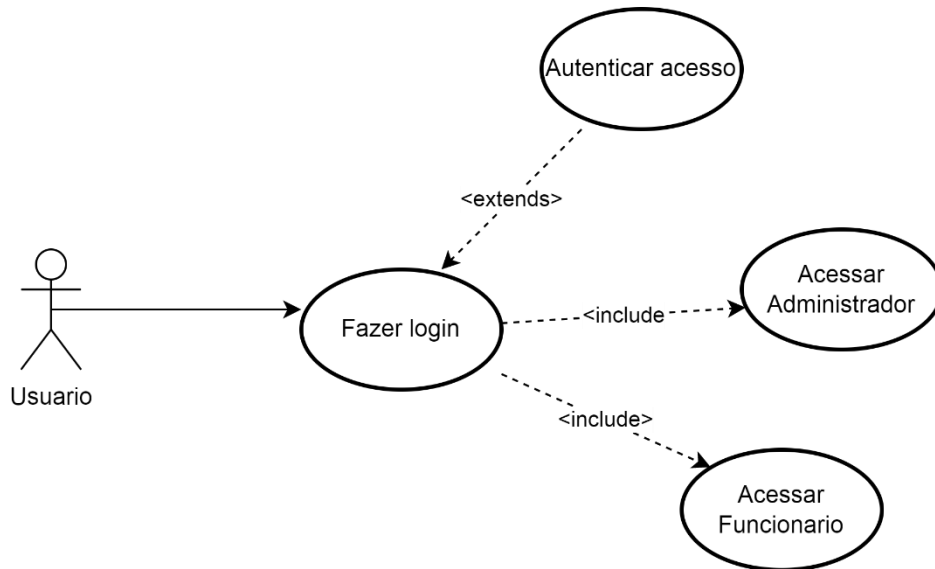 Autenticar acesso
<extends>
Acessar
Administrador
<include
Fazer login
Usuario
<include>
Acessar
Funcionario